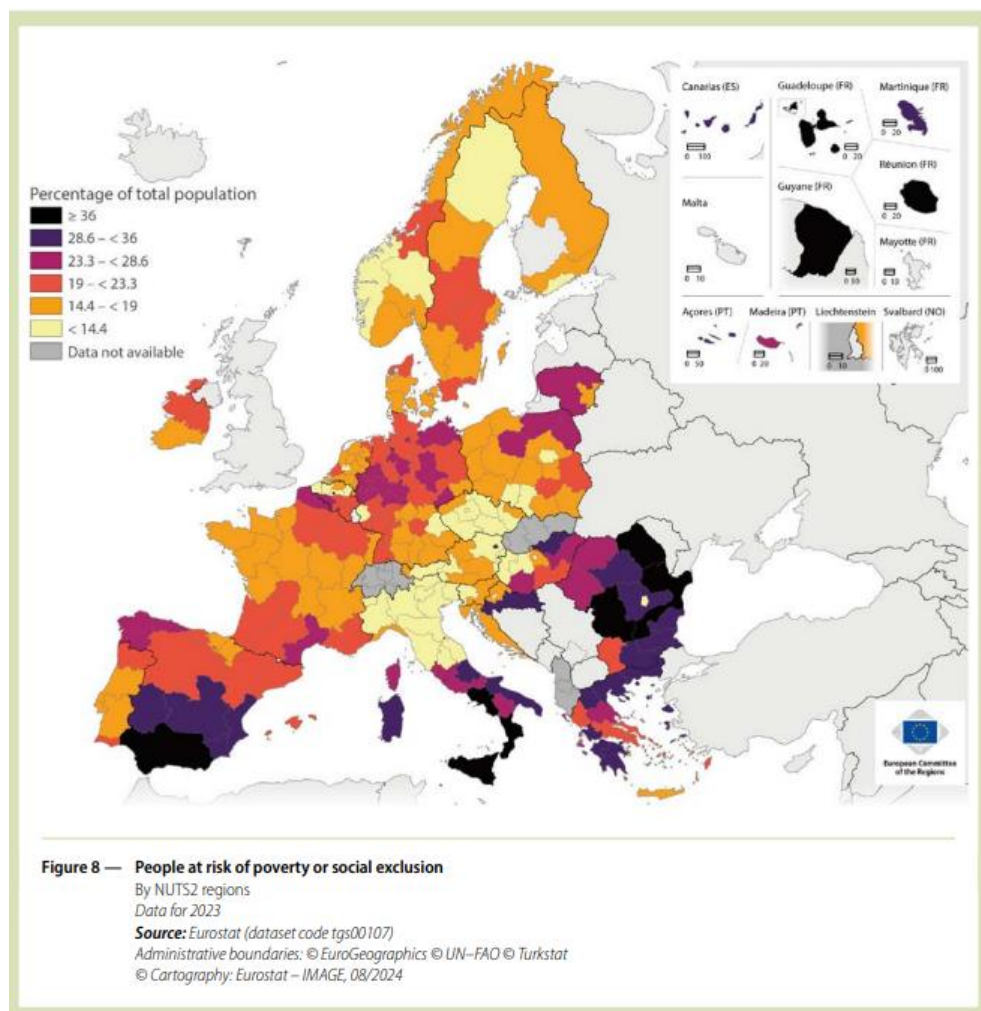 Percentage of total population
≥ 36
28.6 – < 36
23.3 – < 28.6
19 – < 23.3
14.4 – < 19
< 14.4
Data not available
Canarias (ES)
0 100
Guadeloupe (FR)
0 20
Martinique (FR)
0 20
Guyane (FR)
Réunion (FR)
0 20
Malta
0 10
Mayotte (FR)
0 10
Açores (PT)
0 50
Madeira (PT)
0 20
Liechtenstein
0 10
Svalbard (NO)
0 100
European Committee
of the Regions
Figure 8 — People at risk of poverty or social exclusion
By NUTS2 regions
Data for 2023
Source: Eurostat (dataset code tgs00107)
Administrative boundaries: © EuroGeographics © UN–FAO © Turkstat
© Cartography: Eurostat – IMAGE, 08/2024